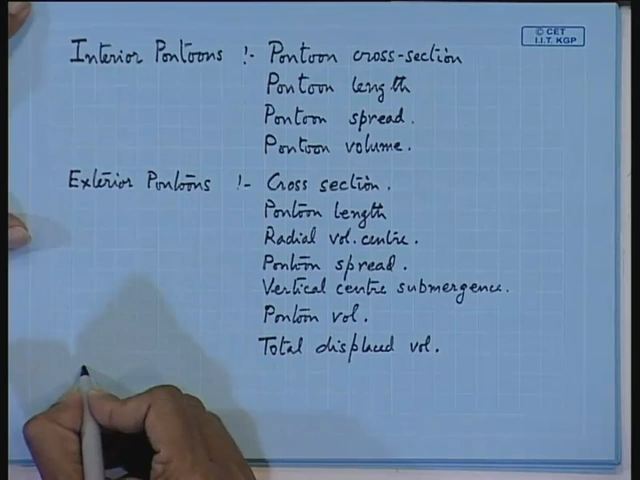 © CET
I.I.T. KGP
Interior Pontoons :- Pontoon cross-section
Pontoon length
Pontoon spread.
Pontoon volume.
Exterior Pontoons :- Cross section.
Pontoon length
Radial vol. centre.
Pontoon spread.
Vertical centre submergence.
Pontoon vol.
Total displaced vol.